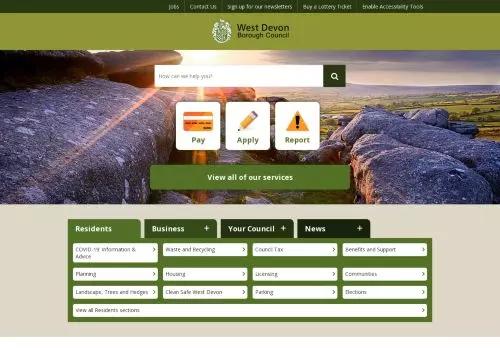 Jobs Contact Us Sign up for our newsletters Buy a Lottery Ticket Enable Accessibility Tools
West Devon
Borough Council
How can we help you?
Pay Apply Report
View all of our services
Residents Business + Your Council + News +
COVID-19: Information & Advice
Waste and Recycling
Council Tax
Benefits and Support
Planning Housing Licensing Communities
Landscape, Trees and Hedges Clean Safe West Devon Parking Elections
View all Residents sections